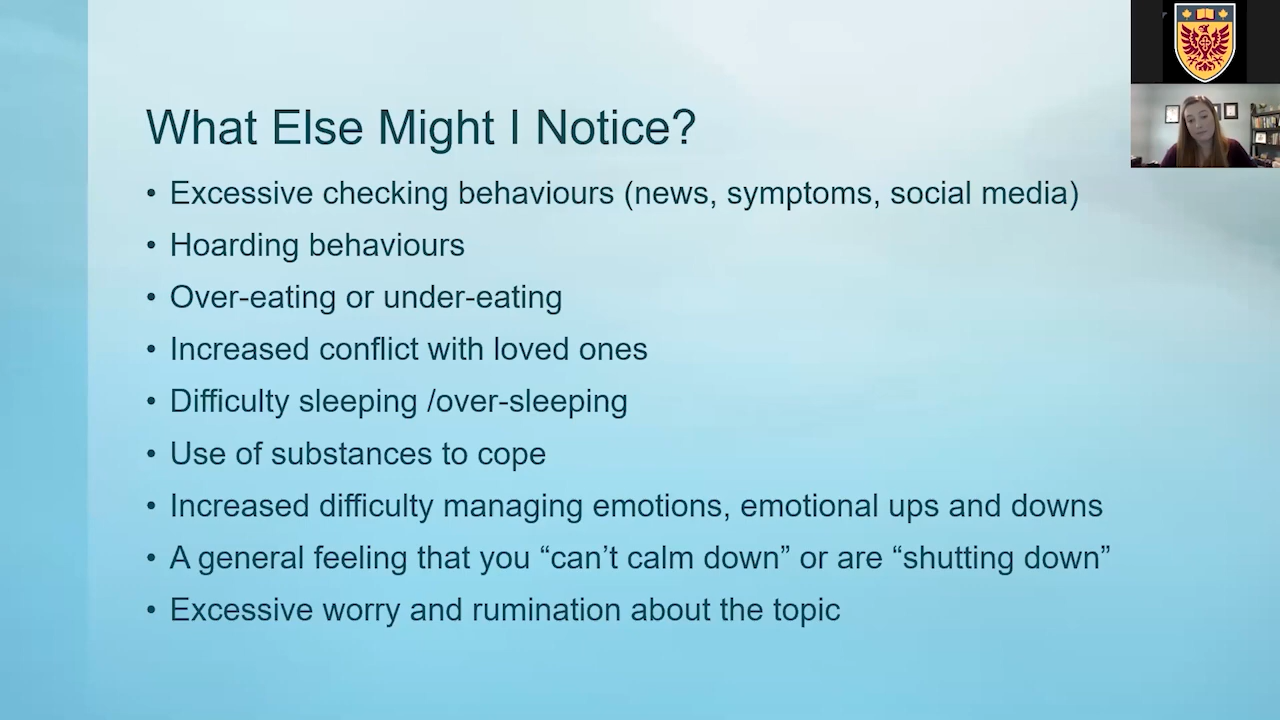 What Else Might I Notice?
• Excessive checking behaviours (news, symptoms, social media)
• Hoarding behaviours
• Over-eating or under-eating
• Increased conflict with loved ones
• Difficulty sleeping /over-sleeping
• Use of substances to cope
• Increased difficulty managing emotions, emotional ups and downs
• A general feeling that you “can’t calm down” or are “shutting down”
• Excessive worry and rumination about the topic